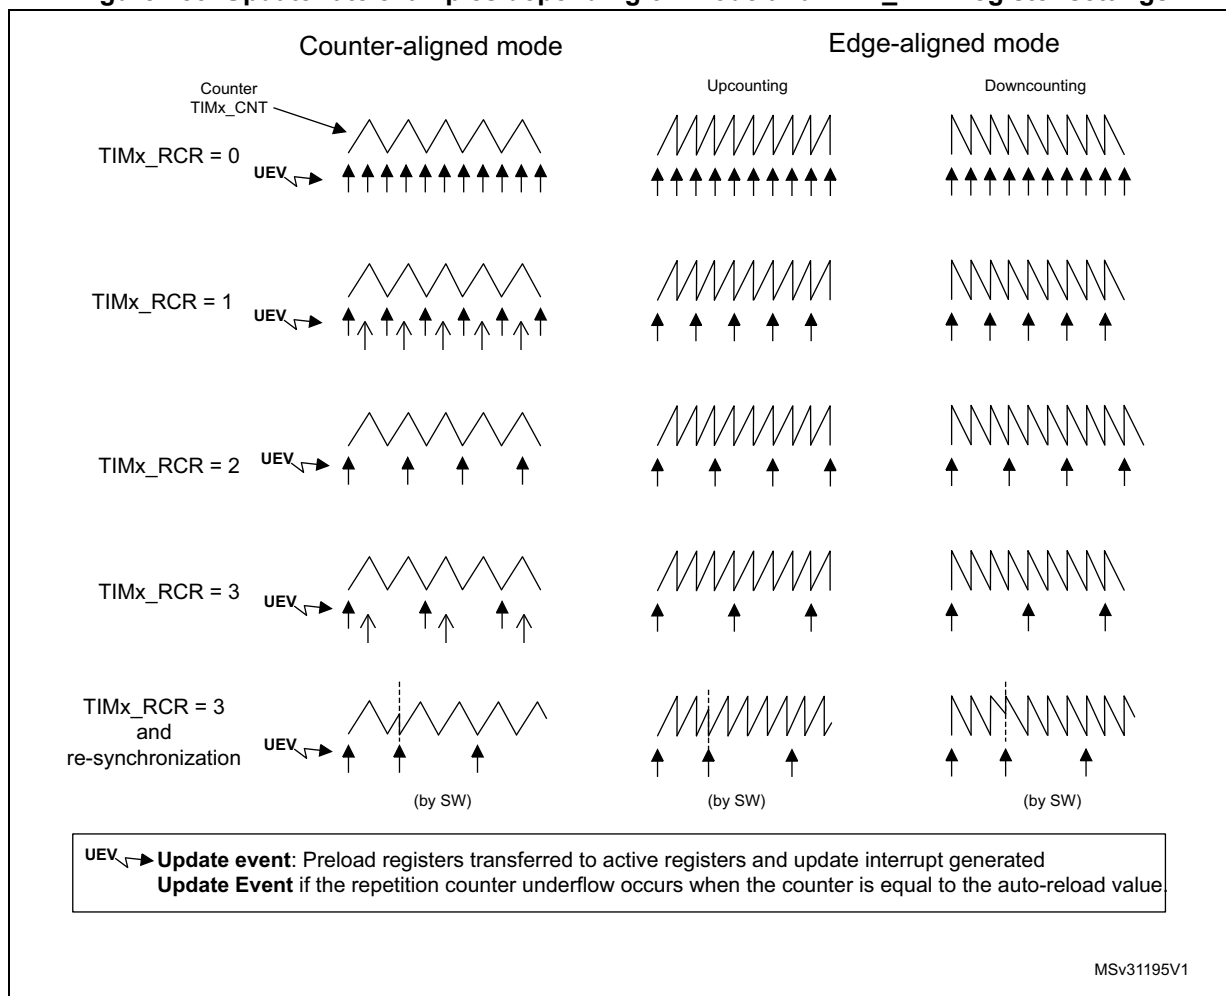 Counter-aligned mode
Edge-aligned mode
Counter
TIMx_CNT
Upcounting
Downcounting
TIMx_RCR = 0
UEV
TIMx_RCR = 1
UEV
TIMx_RCR = 2
UEV
TIMx_RCR = 3
UEV
TIMx_RCR = 3
and
re-synchronization
UEV
(by SW)
(by SW)
(by SW)
UEV Update event: Preload registers transferred to active registers and update interrupt generated
Update Event if the repetition counter underflow occurs when the counter is equal to the auto-reload value.
MSv31195V1